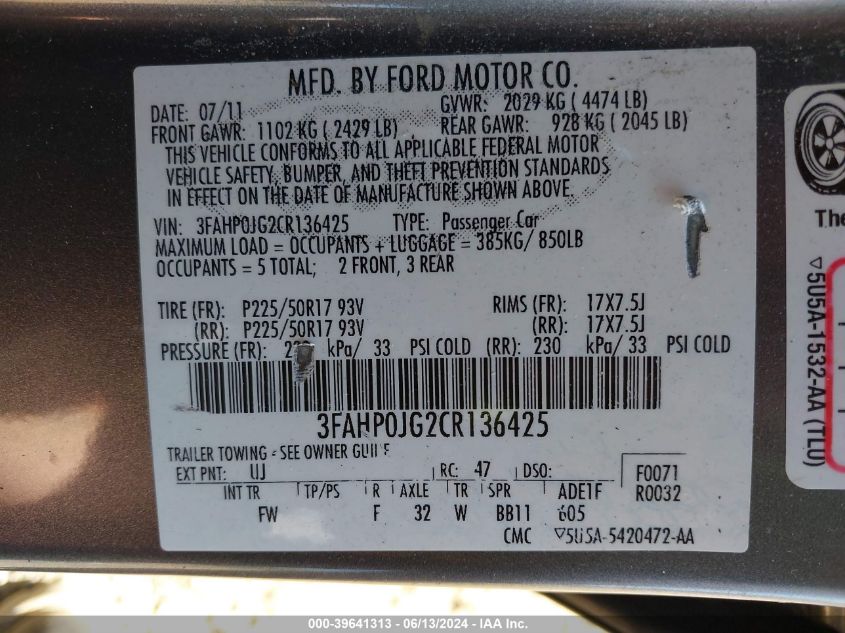 MFD. BY FORD MOTOR CO.
DATE: 07/11 GVWR: 2029 KG ( 4474 LB)
FRONT GAWR: 1102 KG ( 2429 LB) REAR GAWR: 928 KG ( 2045 LB)
THIS VEHICLE CONFORMS TO ALL APPLICABLE FEDERAL MOTOR
VEHICLE SAFETY, BUMPER, AND THEFT PREVENTION STANDARDS
IN EFFECT ON THE DATE OF MANUFACTURE SHOWN ABOVE.
VIN: 3FAHP0JG2CR136425 TYPE: Passenger Car
MAXIMUM LOAD = OCCUPANTS + LUGGAGE = 385KG/ 850LB
OCCUPANTS = 5 TOTAL; 2 FRONT, 3 REAR
TIRE (FR): P225/50R17 93V RIMS (FR): 17X7.5J
(RR): P225/50R17 93V (RR): 17X7.5J
PRESSURE (FR): kPa/ 33 PSI COLD (RR): 230 kPa/ 33 PSI COLD
3FAHP0JG2CR136425
TRAILER TOWING - SEE OWNER GUIDE
EXT PNT: UJ RC: 47 DSO: F0071
INT TR TP/PS R AXLE TR SPR ADE1F R0032
FW F 32 W BB11 605
CMC ▽5U5A-5420472-AA
The
▽5U5A-1532-AA (TLU)
000-39641313 - 06/13/2024 - IAA Inc.